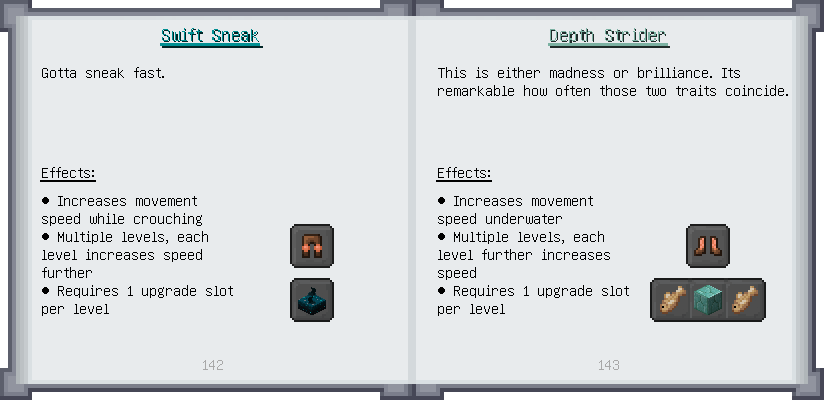 Swift Sneak
Gotta sneak fast.
Effects:
● Increases movement
speed while crouching
● Multiple levels, each
level increases speed
further
● Requires 1 upgrade slot
per level
142
Depth Strider
This is either madness or brilliance. Its
remarkable how often those two traits coincide.
Effects:
● Increases movement
speed underwater
● Multiple levels, each
level further increases
speed
● Requires 1 upgrade slot
per level
143